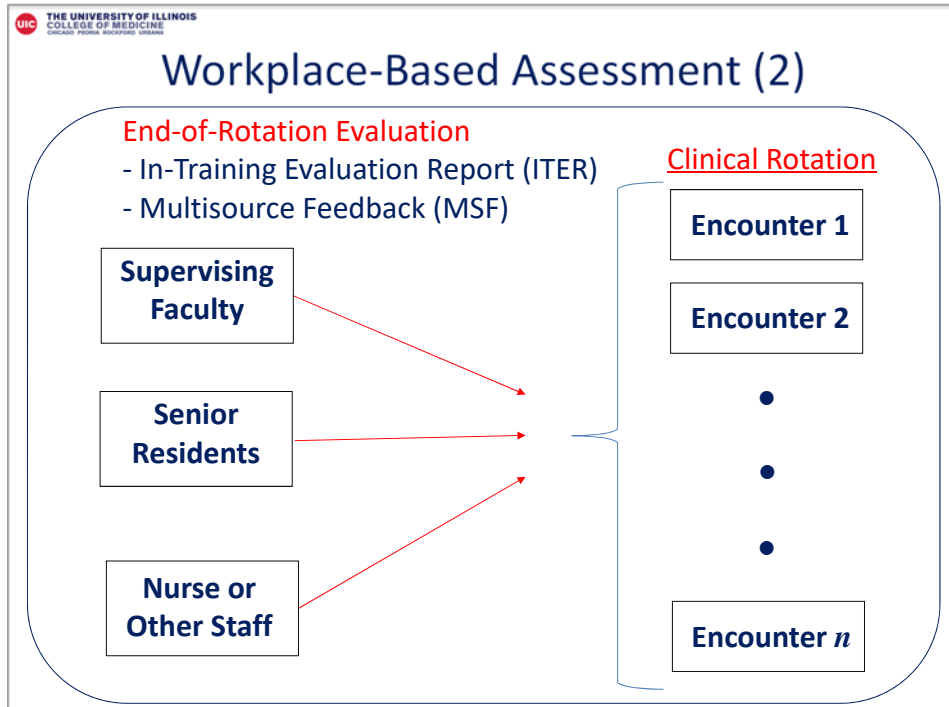 UIC
THE UNIVERSITY OF ILLINOIS
COLLEGE OF MEDICINE
CHICAGO PEORIA ROCKFORD URBANA
Workplace-Based Assessment (2)
End-of-Rotation Evaluation
- In-Training Evaluation Report (ITER)
- Multisource Feedback (MSF)
Clinical Rotation
Supervising
Faculty
Senior
Residents
Nurse or
Other Staff
Encounter 1
Encounter 2
Encounter n